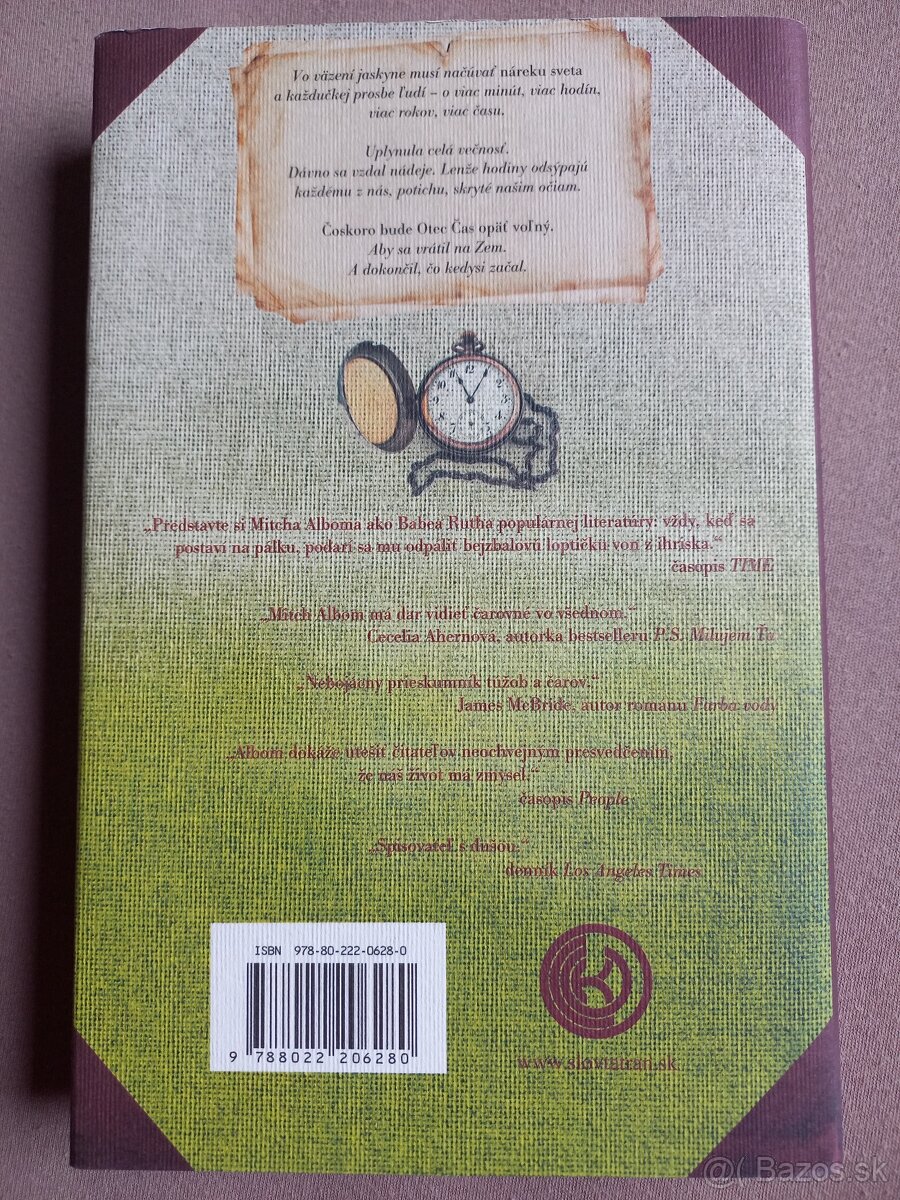 Vo väzení jaskyne musí načúvať náreku sveta
a každučkej prosbe ľudí – o viac minút, viac hodín,
viac rokov, viac času.
Uplynula celá večnosť.
Dávno sa vzdal nádeje. Lenže hodiny odsýpajú
každému z nás, potichu, skryté našim očiam.
Čoskoro bude Otec Čas opäť voľný.
Aby sa vrátil na Zem.
A dokončil, čo kedysi začal.
„Predstavte si Mitcha Alboma ako Babea Rutha populárnej literatúry: vždy, keď sa
postaví na pálku, podarí sa mu odpáliť bejzbalovú loptičku von z ihriska.“
časopis TIME
„Mitch Albom má dar vidieť čarovné vo všednom.“
Cecelia Ahernová, autorka bestselleru P.S. Milujem Ťa
„Nebojácny prieskumník túžob a čarov.“
James McBride, autor románu Farba vody
„Albom dokáže utešiť čitateľov neochvejným presvedčením,
že náš život má zmysel.“
časopis People
„Spisovateľ s dušou.“
denník Los Angeles Times
ISBN 978-80-222-0628-0
9 788022 206280
www.slovtatran.sk
@( Bazos.sk